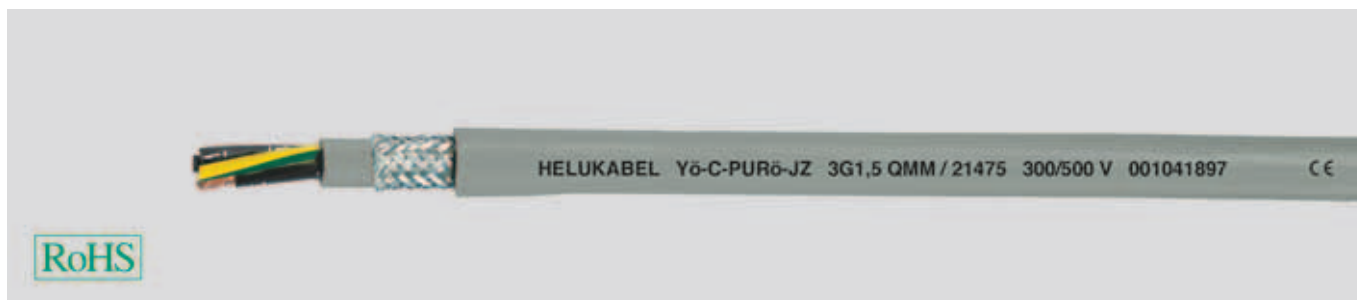 HELUKABEL Yö-C-PURö-JZ 3G1,5 QMM / 21475 300/500 V 001041897 CE
RoHS